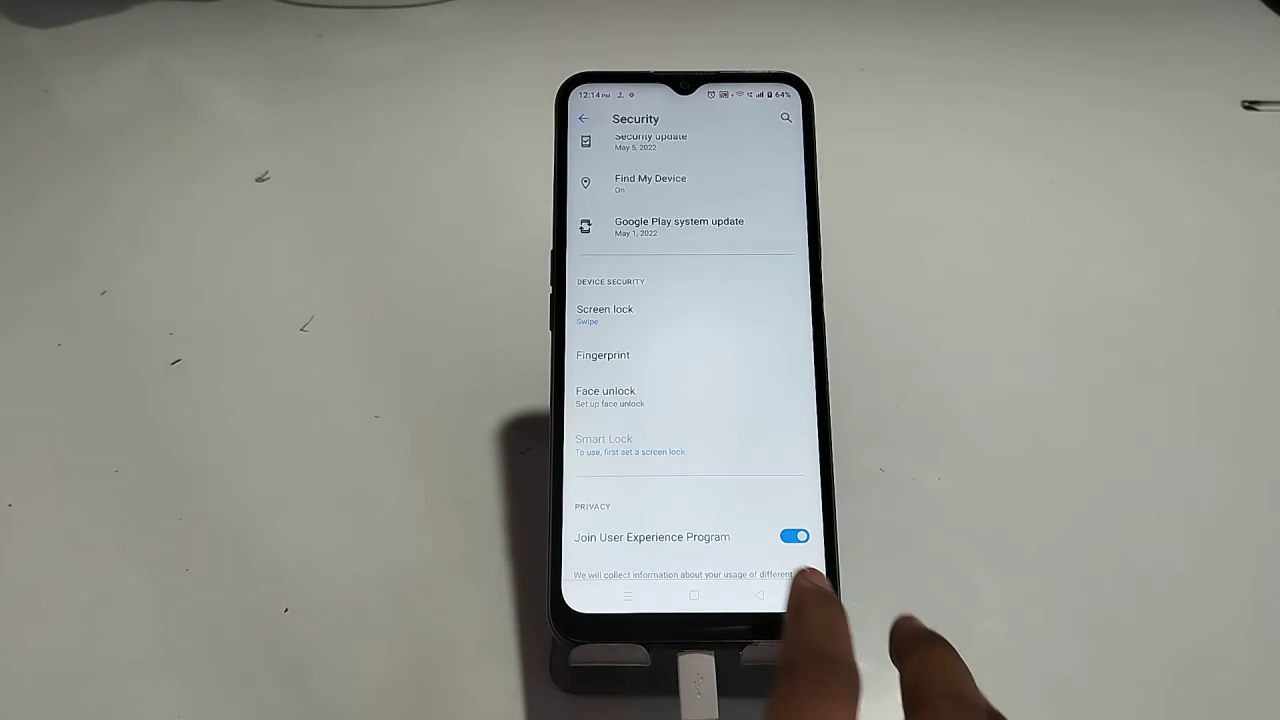 12:14 PM 64%
Security
Security update
May 5, 2022
Find My Device
On
Google Play system update
May 1, 2022
DEVICE SECURITY
Screen lock
Swipe
Fingerprint
Face unlock
Set up face unlock
Smart Lock
To use, first set a screen lock
PRIVACY
Join User Experience Program
We will collect information about your usage of different